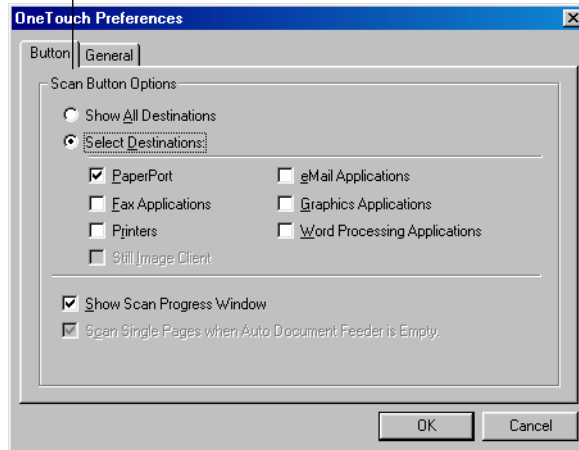 OneTouch Preferences
Button General
Scan Button Options
Show All Destinations
Select Destinations:
PaperPort eMail Applications
Fax Applications Graphics Applications
Printers Word Processing Applications
Still Image Client
Show Scan Progress Window
Scan Single Pages when Auto Document Feeder is Empty.
OK Cancel